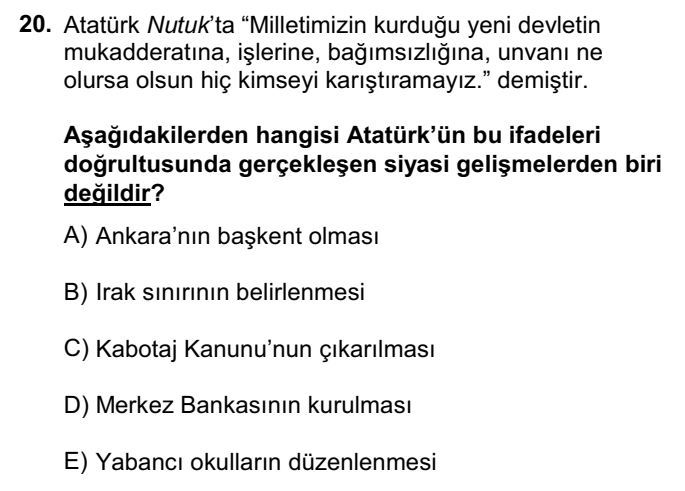 20. Atatürk Nutuk’ta “Milletimizin kurduğu yeni devletin
mukadderatına, işlerine, bağımsızlığına, unvanı ne
olursa olsun hiç kimseyi karıştıramayız.” demiştir.
Aşağıdakilerden hangisi Atatürk’ün bu ifadeleri
doğrultusunda gerçekleşen siyasi gelişmelerden biri
değildir?
A) Ankara’nın başkent olması
B) Irak sınırının belirlenmesi
C) Kabotaj Kanunu’nun çıkarılması
D) Merkez Bankasının kurulması
E) Yabancı okulların düzenlenmesi